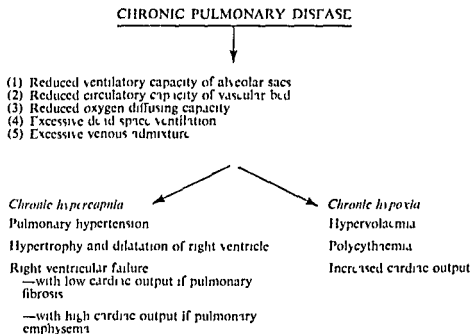 CHRONIC PULMONARY DISEASE
(1) Reduced ventilatory capacity of alveolar sacs
(2) Reduced circulatory capacity of vascular bed
(3) Reduced oxygen diffusing capacity
(4) Excessive dead space ventilation
(5) Excessive venous admixture
Chronic hypercapnia
Pulmonary hypertension
Hypertrophy and dilatation of right ventricle
Right ventricular failure
—with low cardiac output if pulmonary
fibrosis
—with high cardiac output if pulmonary
emphysema
Chronic hypoxia
Hypervolaemia
Polycythemia
Increased cardiac output